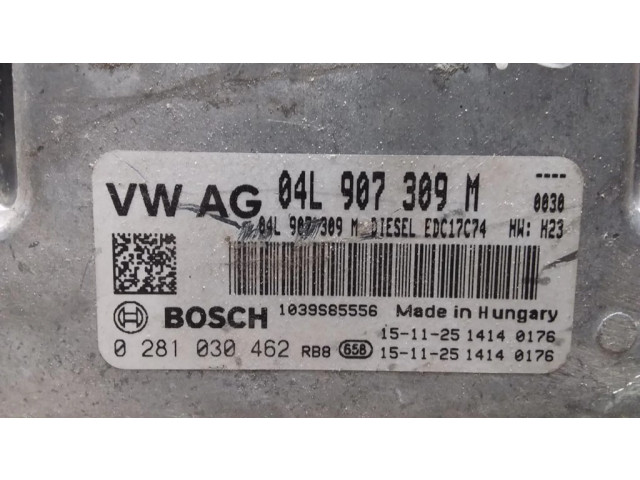 VW AG 04L 907 309 M ----
0030
04L 907 309 M DIESEL EDC17C74 HW: H23
BOSCH 1039S85556 Made in Hungary
15-11-25 1414 0176
0 281 030 462 RB8 658 15-11-25 1414 0176